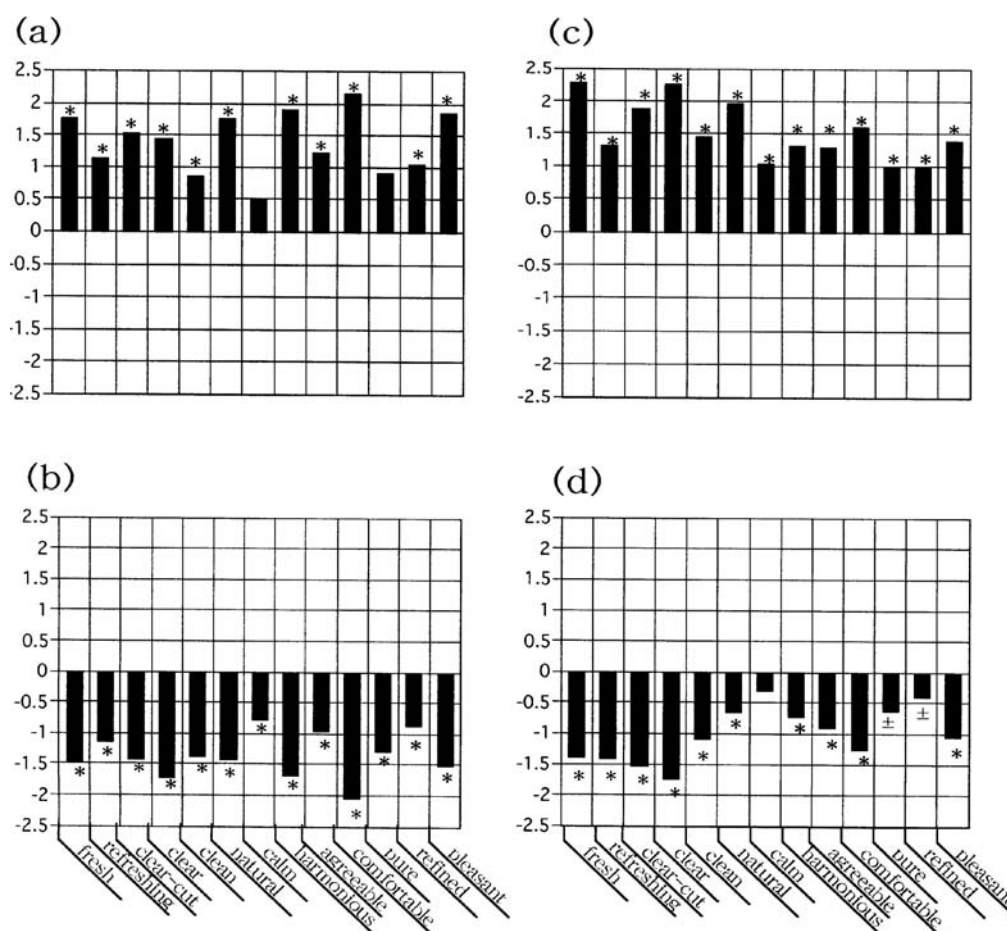 (a)
2.5
2
1.5
1
0.5
0
-0.5
-1
-1.5
-2
-2.5
* * * * * * * * * * *
(c)
2.5
2
1.5
1
0.5
0
-0.5
-1
-1.5
-2
-2.5
* * * * * * * * * * * * *
(b)
2.5
2
1.5
1
0.5
0
-0.5
-1
-1.5
-2
-2.5
* * * * * * * * * * * * *
fresh
refreshing
clear-cut
clear
clean
natural
calm
harmonious
agreeable
comfortable
pure
refined
pleasant
(d)
2.5
2
1.5
1
0.5
0
-0.5
-1
-1.5
-2
-2.5
* * * * * * * * * ± ± *
fresh
refreshing
clear-cut
clear
clean
natural
calm
harmonious
agreeable
comfortable
pure
refined
pleasant